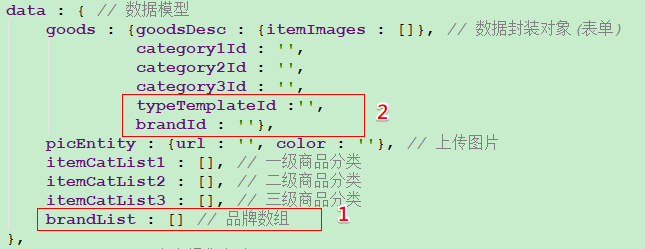 data : { // 数据模型
goods : {goodsDesc : {itemImages : []}, // 数据封装对象(表单)
category1Id : '',
category2Id : '',
category3Id : '',
typeTemplateId :'',
brandId : ''},
2
picEntity : {url : '', color : ''}, // 上传图片
itemCatList1 : [], // 一级商品分类
itemCatList2 : [], // 二级商品分类
itemCatList3 : [], // 三级商品分类
brandList : [] // 品牌数组
1
},